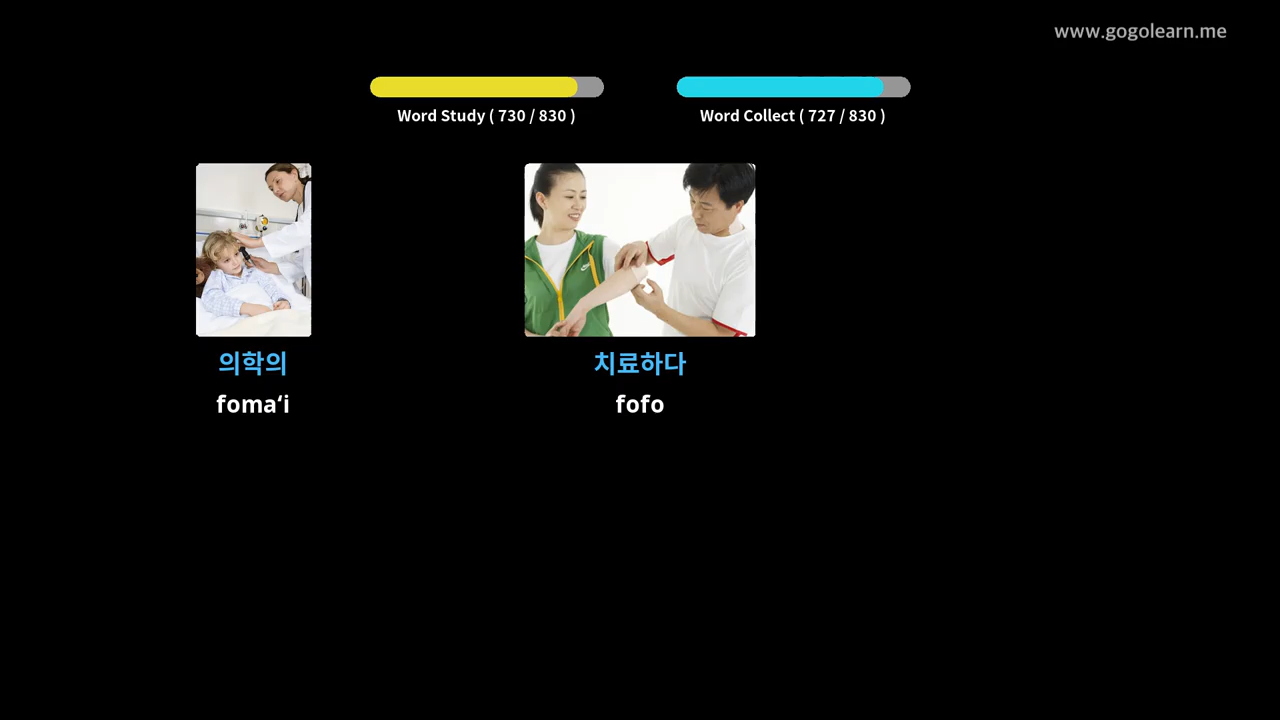 www.gogolearn.me
Word Study ( 730 / 830 )
Word Collect ( 727 / 830 )
의학의
foma‘i
치료하다
fofo